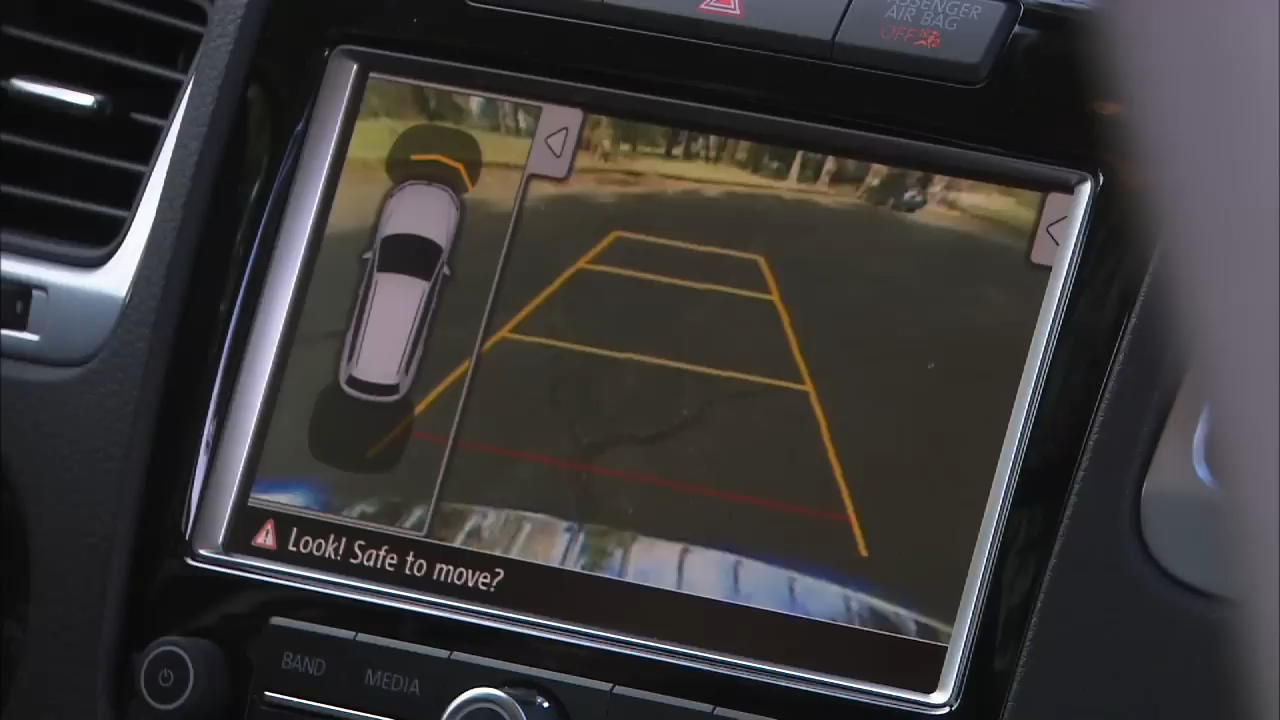 PASSENGER
AIR BAG
OFF
Look! Safe to move?
BAND
MEDIA